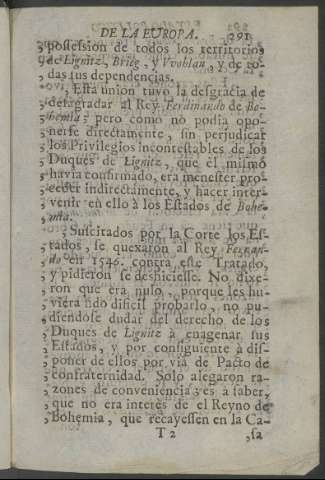 DE LA EUROPA. 291
, possession de todos los territorios
, de Lignitz, Brieg, y Vvohlau, y de to-
, das sus dependencias.
, Esta union tuvo la desgracia de
, desagradar al Rey Ferdinando de Bo-
, hemia; pero como no podia opo-
, nerse directamente, sin perjudicar
, los Privilegios incontestables de los
, Duques de Lignitz, que èl mismo
, havia confirmado, era menester pro-
, ceder indirectamente, y hacer inter-
, venir en ello à los Estados de Bohe-
, mia.
, Suscitados por la Corte los Es-
, tados, se quexaron al Rey Fernan-
, do en 1546. contra este Tratado,
, y pidieron se deshiciesse. No dixe-
, ron que era nulo, porque les hu-
, viera sido dificil probarlo, no pu-
, diendose dudar del derecho de los
, Duques de Lignitz à enagenar sus
, Estados, y por consiguiente à dis-
, poner de ellos por via de Pacto de
, confraternidad. Solo alegaron ra-
, zones de conveniencia; es à saber,
, que no era interès de el Reyno de
, Bohemia, que recayessen en la Ca-
T 2 , sa